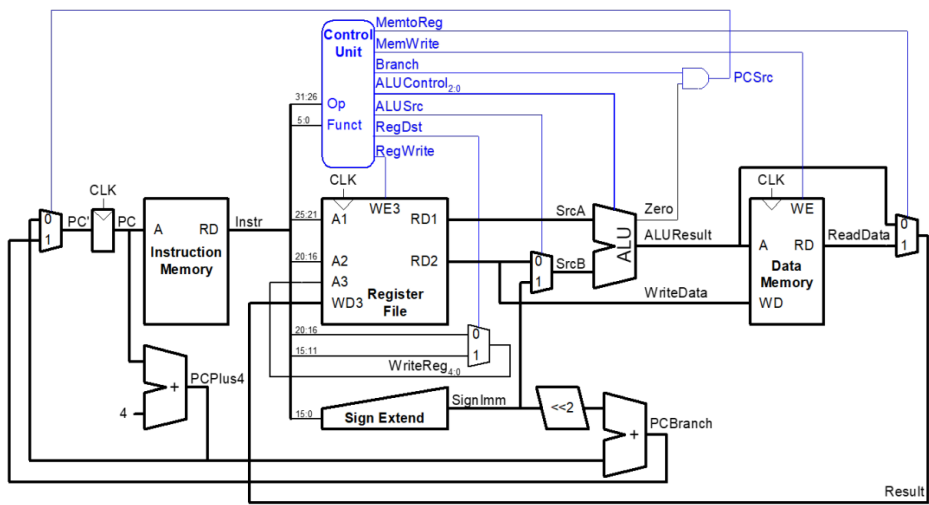 MemtoReg
Control
Unit
MemWrite
Branch
PCSrc
ALUControl2:0
31:26
Op
ALUSrc
5:0
Funct
RegDst
RegWrite
CLK
CLK
CLK
0
1
PC'
PC
A
RD
Instruction
Memory
Instr
25:21
A1
WE3
RD1
SrcA
Zero
WE
0
1
ALU
ALUResult
A
RD
ReadData
20:16
A2
RD2
0
1
SrcB
A3
Data
Memory
WD3
Register
File
WriteData
WD
20:16
0
15:11
1
WriteReg4:0
PCPlus4
+
4
SignImm
15:0
Sign Extend
<<2
PCBranch
+
Result